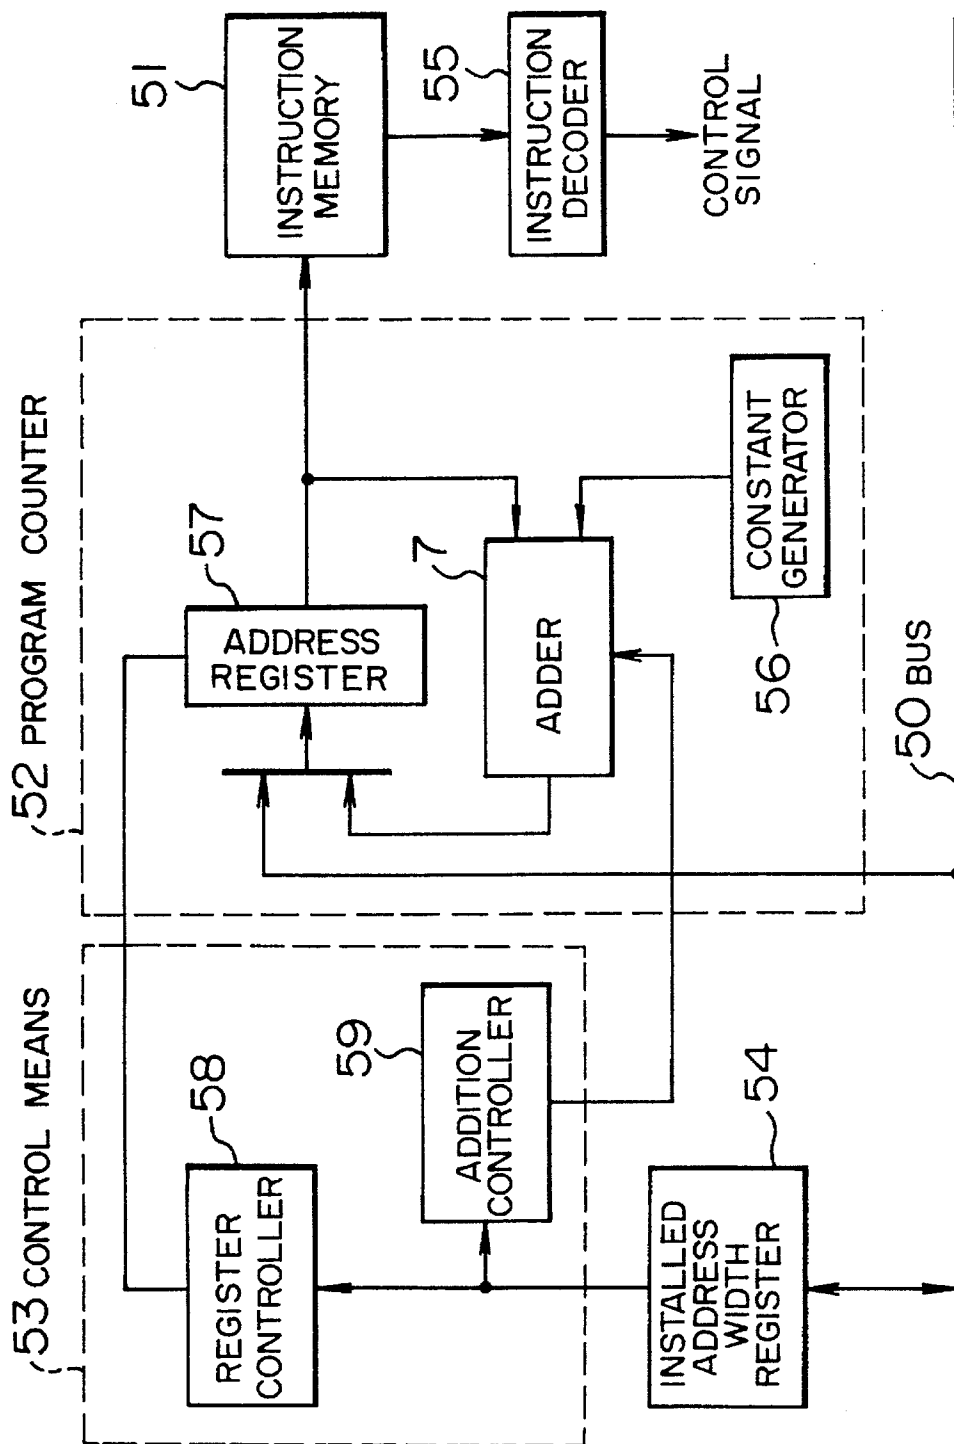 53 CONTROL MEANS
52 PROGRAM COUNTER
58
REGISTER
CONTROLLER
59
ADDITION
CONTROLLER
54
INSTALLED
ADDRESS
WIDTH
REGISTER
57
ADDRESS
REGISTER
7
ADDER
56
CONSTANT
GENERATOR
50 BUS
51
INSTRUCTION
MEMORY
55
INSTRUCTION
DECODER
CONTROL
SIGNAL